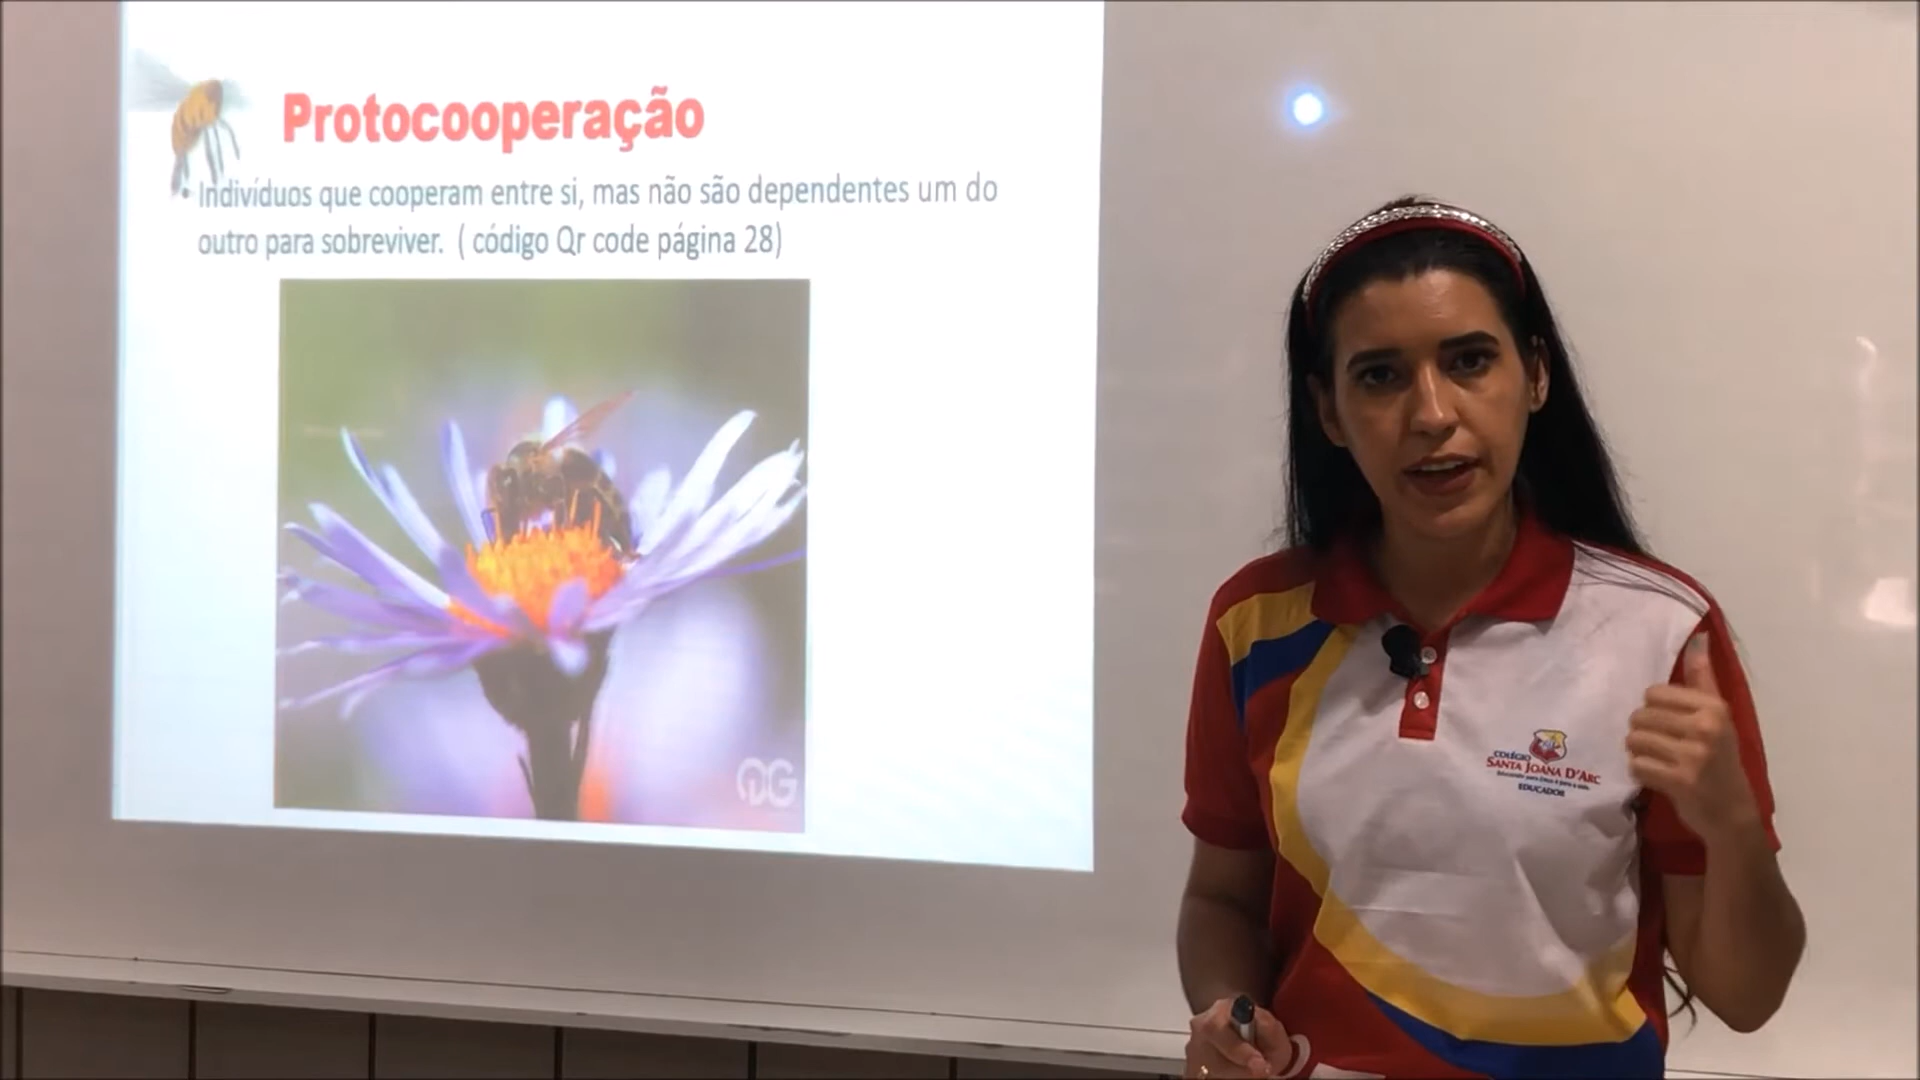 Protocooperação
• Indivíduos que cooperam entre si, mas não são dependentes um do
outro para sobreviver. ( código Qr code página 28)
DG
COLÉGIO
SANTA JOANA D'ARC
EDUCADOR